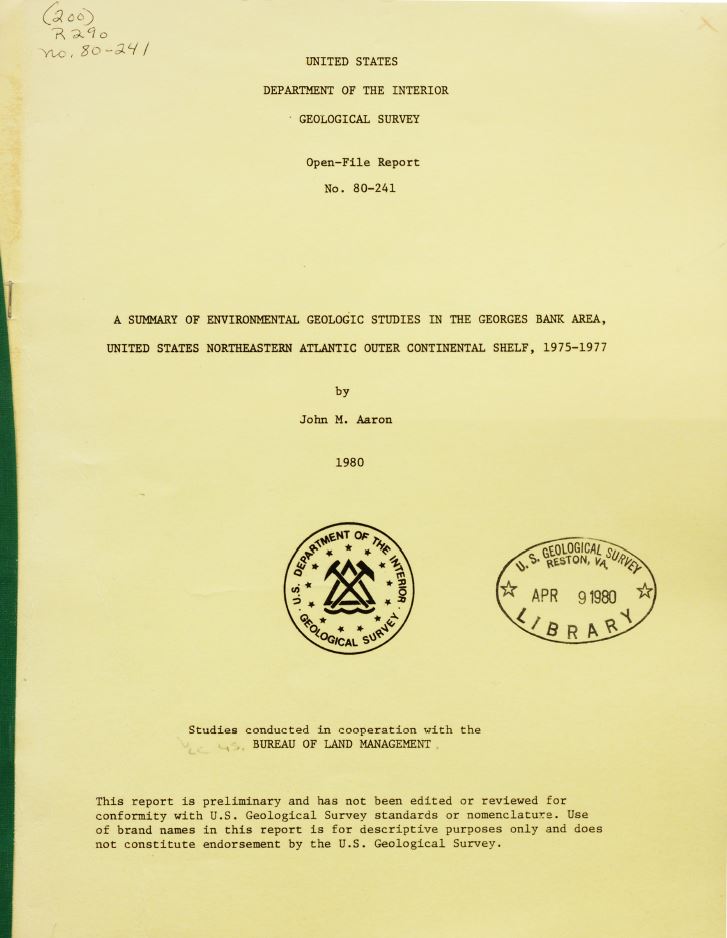 (200)
R290
no. 80-241
UNITED STATES
DEPARTMENT OF THE INTERIOR
GEOLOGICAL SURVEY
Open-File Report
No. 80-241
A SUMMARY OF ENVIRONMENTAL GEOLOGIC STUDIES IN THE GEORGES BANK AREA,
UNITED STATES NORTHEASTERN ATLANTIC OUTER CONTINENTAL SHELF, 1975-1977
by
John M. Aaron
1980
U.S. DEPARTMENT OF THE INTERIOR
GEOLOGICAL SURVEY
U. S. GEOLOGICAL SURVEY
RESTON, VA.
APR 9 1980
LIBRARY
Studies conducted in cooperation with the
BUREAU OF LAND MANAGEMENT
This report is preliminary and has not been edited or reviewed for
conformity with U.S. Geological Survey standards or nomenclature. Use
of brand names in this report is for descriptive purposes only and does
not constitute endorsement by the U.S. Geological Survey.